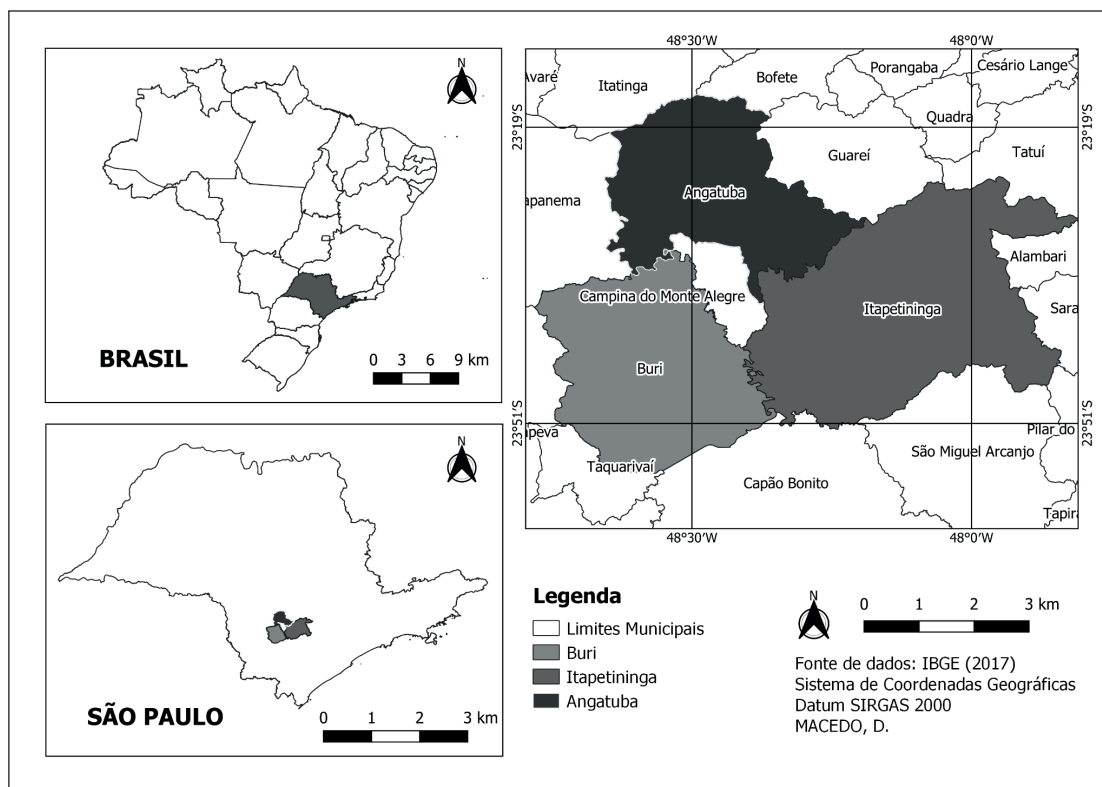 N
BRASIL
0 3 6 9 km
N
SÃO PAULO
0 1 2 3 km
48°30'W 48°0'W
Avaré
Itatinga
Bofete
Porangaba
Cesário Lange
23°19'S
23°19'S
Quadra
Guareí
Tatuí
Angatuba
apanema
Alambari
Campina do Monte Alegre
Itapetininga
Sara
Buri
23°51'S
23°51'S
peva
Pilar do
Taquarivaí
São Miguel Arcanjo
Capão Bonito
Tapira
48°30'W 48°0'W
Legenda
Limites Municipais
Buri
Itapetininga
Angatuba
N
0 1 2 3 km
Fonte de dados: IBGE (2017)
Sistema de Coordenadas Geográficas
Datum SIRGAS 2000
MACEDO, D.